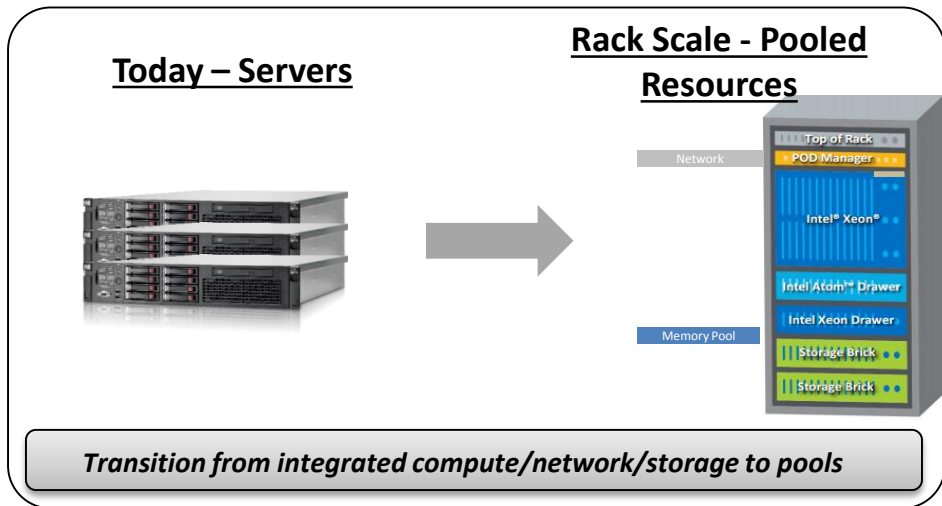 Today – Servers
Rack Scale - Pooled
Resources
Network
Memory Pool
Top of Rack
POD Manager
Intel® Xeon®
Intel Atom™ Drawer
Intel Xeon Drawer
Storage Brick
Storage Brick
Transition from integrated compute/network/storage to pools